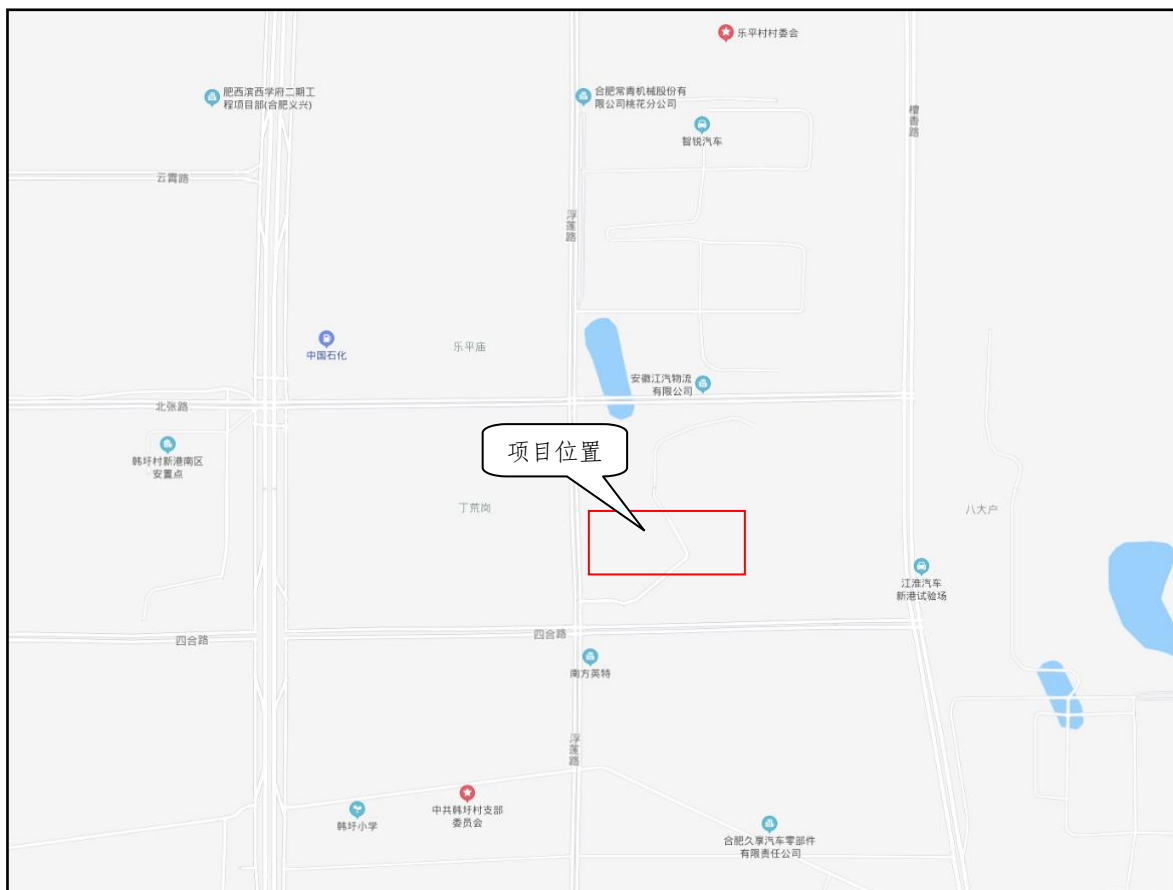 乐平村村委会
肥西滨西学府二期工
程项目部(合肥义兴)
合肥常青机械股份有
限公司桃花分公司
檀香路
智锐汽车
云霄路
浮莲路
中国石化
乐平庙
安徽江汽物流
有限公司
北张路
项目位置
韩圩村新港南区
安置点
丁荒岗
八大户
江淮汽车
新港试验场
四合路
四合路
南方英特
浮莲路
中共韩圩村支部
委员会
韩圩小学
合肥久享汽车零部件
有限责任公司